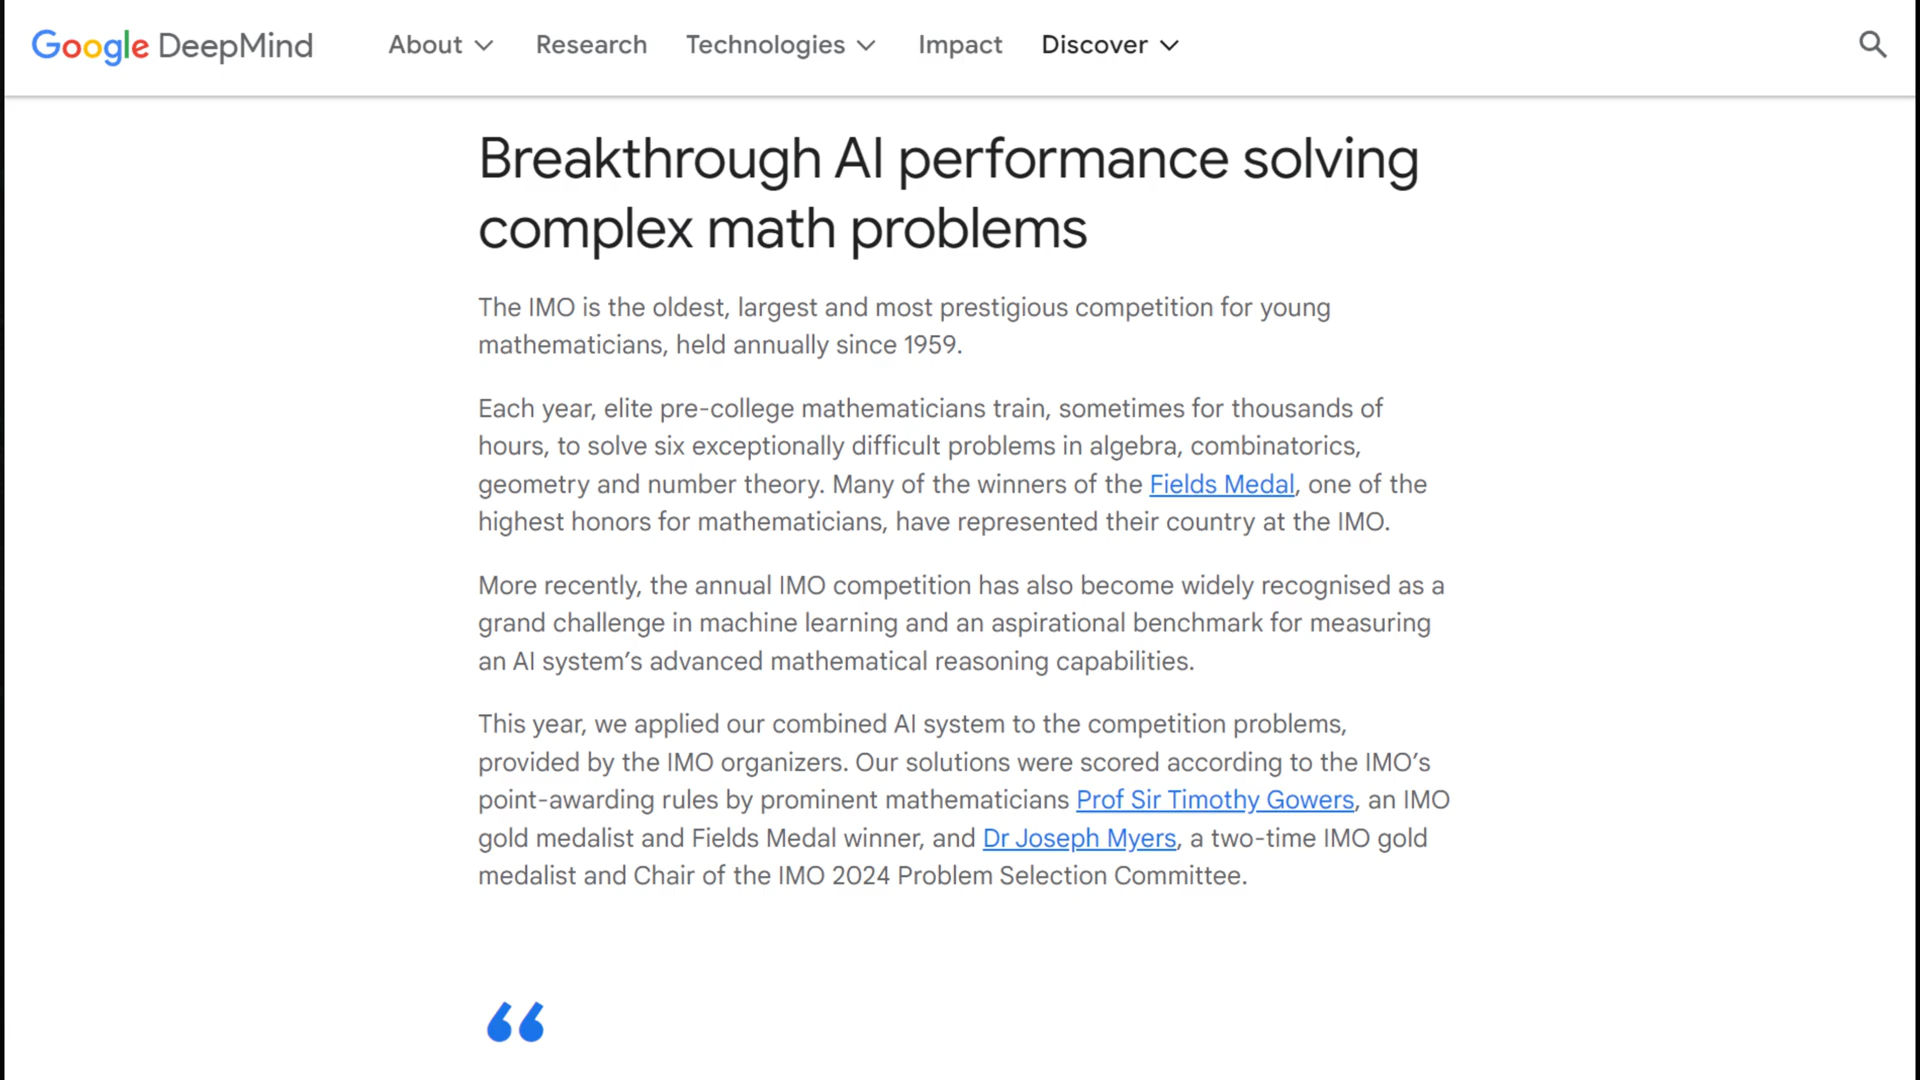 Google DeepMind About Research Technologies Impact Discover
Breakthrough AI performance solving
complex math problems
The IMO is the oldest, largest and most prestigious competition for young
mathematicians, held annually since 1959.
Each year, elite pre-college mathematicians train, sometimes for thousands of
hours, to solve six exceptionally difficult problems in algebra, combinatorics,
geometry and number theory. Many of the winners of the Fields Medal, one of the
highest honors for mathematicians, have represented their country at the IMO.
More recently, the annual IMO competition has also become widely recognised as a
grand challenge in machine learning and an aspirational benchmark for measuring
an AI system’s advanced mathematical reasoning capabilities.
This year, we applied our combined AI system to the competition problems,
provided by the IMO organizers. Our solutions were scored according to the IMO’s
point-awarding rules by prominent mathematicians Prof Sir Timothy Gowers, an IMO
gold medalist and Fields Medal winner, and Dr Joseph Myers, a two-time IMO gold
medalist and Chair of the IMO 2024 Problem Selection Committee.
“